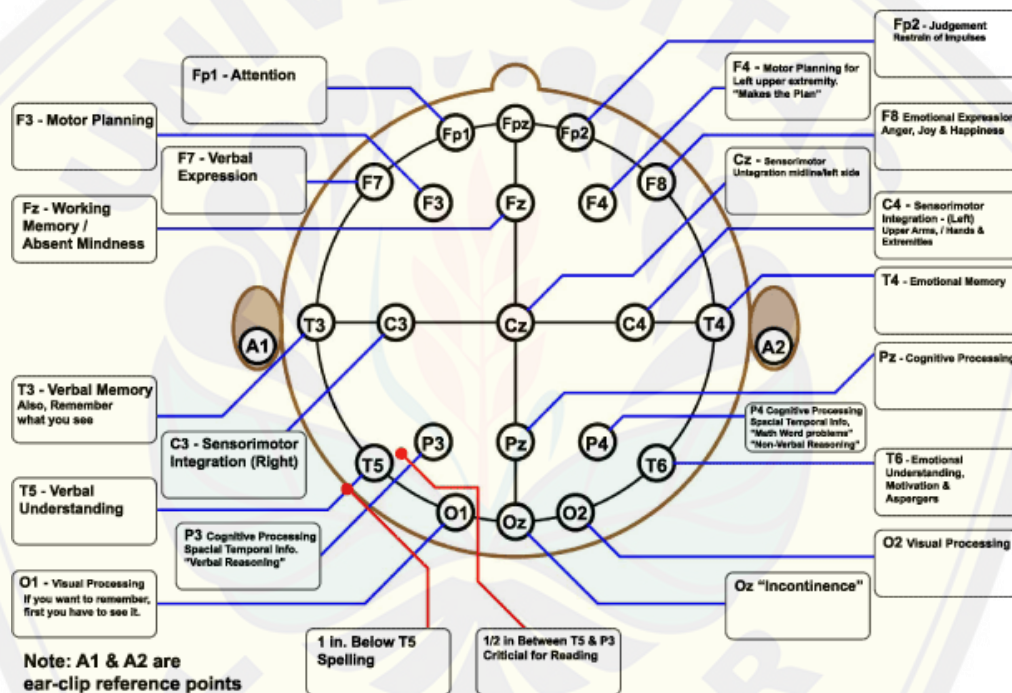 Fp2 - Judgement
Restrain of Impulses
Fp1 - Attention
F4 - Motor Planning for
Left upper extremity.
"Makes the Plan"
F3 - Motor Planning
F8 Emotional Expression
Anger, Joy & Happiness
F7 - Verbal
Expression
Cz - Sensorimotor
Untagration midline/left side
Fz - Working
Memory /
Absent Mindness
C4 - Sensorimotor
Integration - (Left)
Upper Arms, / Hands &
Extremities
T4 - Emotional Memory
Fp1 Fpz Fp2
F7 F3 Fz F4 F8
A1 T3 C3 Cz C4 T4 A2
T5 P3 Pz P4 T6
O1 Oz O2
Pz - Cognitive Processing
T3 - Verbal Memory
Also, Remember
what you see
P4 Cognitive Processing
Spacial Temporal Info,
"Math Word problems"
"Non-Verbal Reasoning"
C3 - Sensorimotor
Integration (Right)
T6 - Emotional
Understanding,
Motivation &
Aspergers
T5 - Verbal
Understanding
P3 Cognitive Processing
Spacial Temporal Info.
"Verbal Reasoning"
O2 Visual Processing
O1 - Visual Processing
If you want to remember,
first you have to see it.
Oz "Incontinence"
1 in. Below T5
Spelling
1/2 in Between T5 & P3
Criticial for Reading
Note: A1 & A2 are
ear-clip reference points